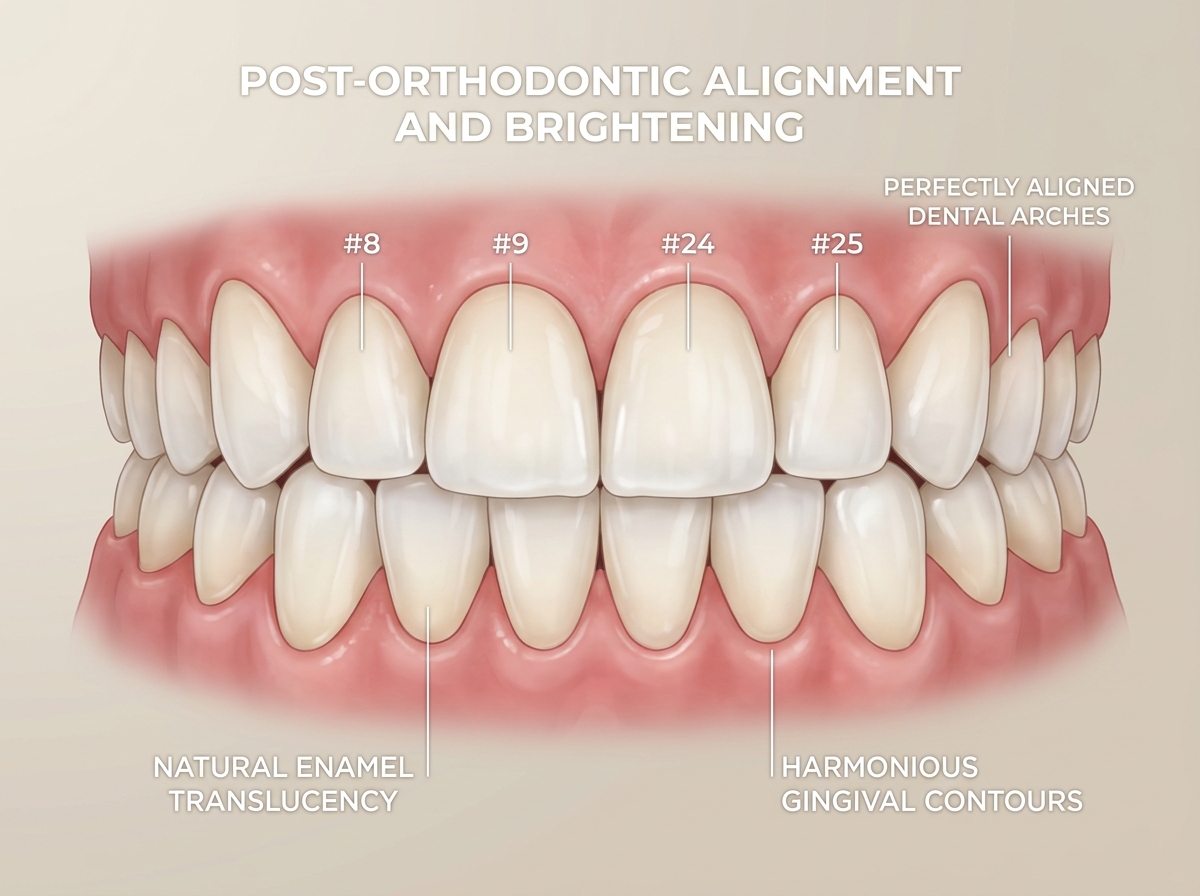 POST-ORTHODONTIC ALIGNMENT
AND BRIGHTENING
PERFECTLY ALIGNED
DENTAL ARCHES
#8
#9
#24
#25
NATURAL ENAMEL
TRANSLUCENCY
HARMONIOUS
GINGIVAL CONTOURS